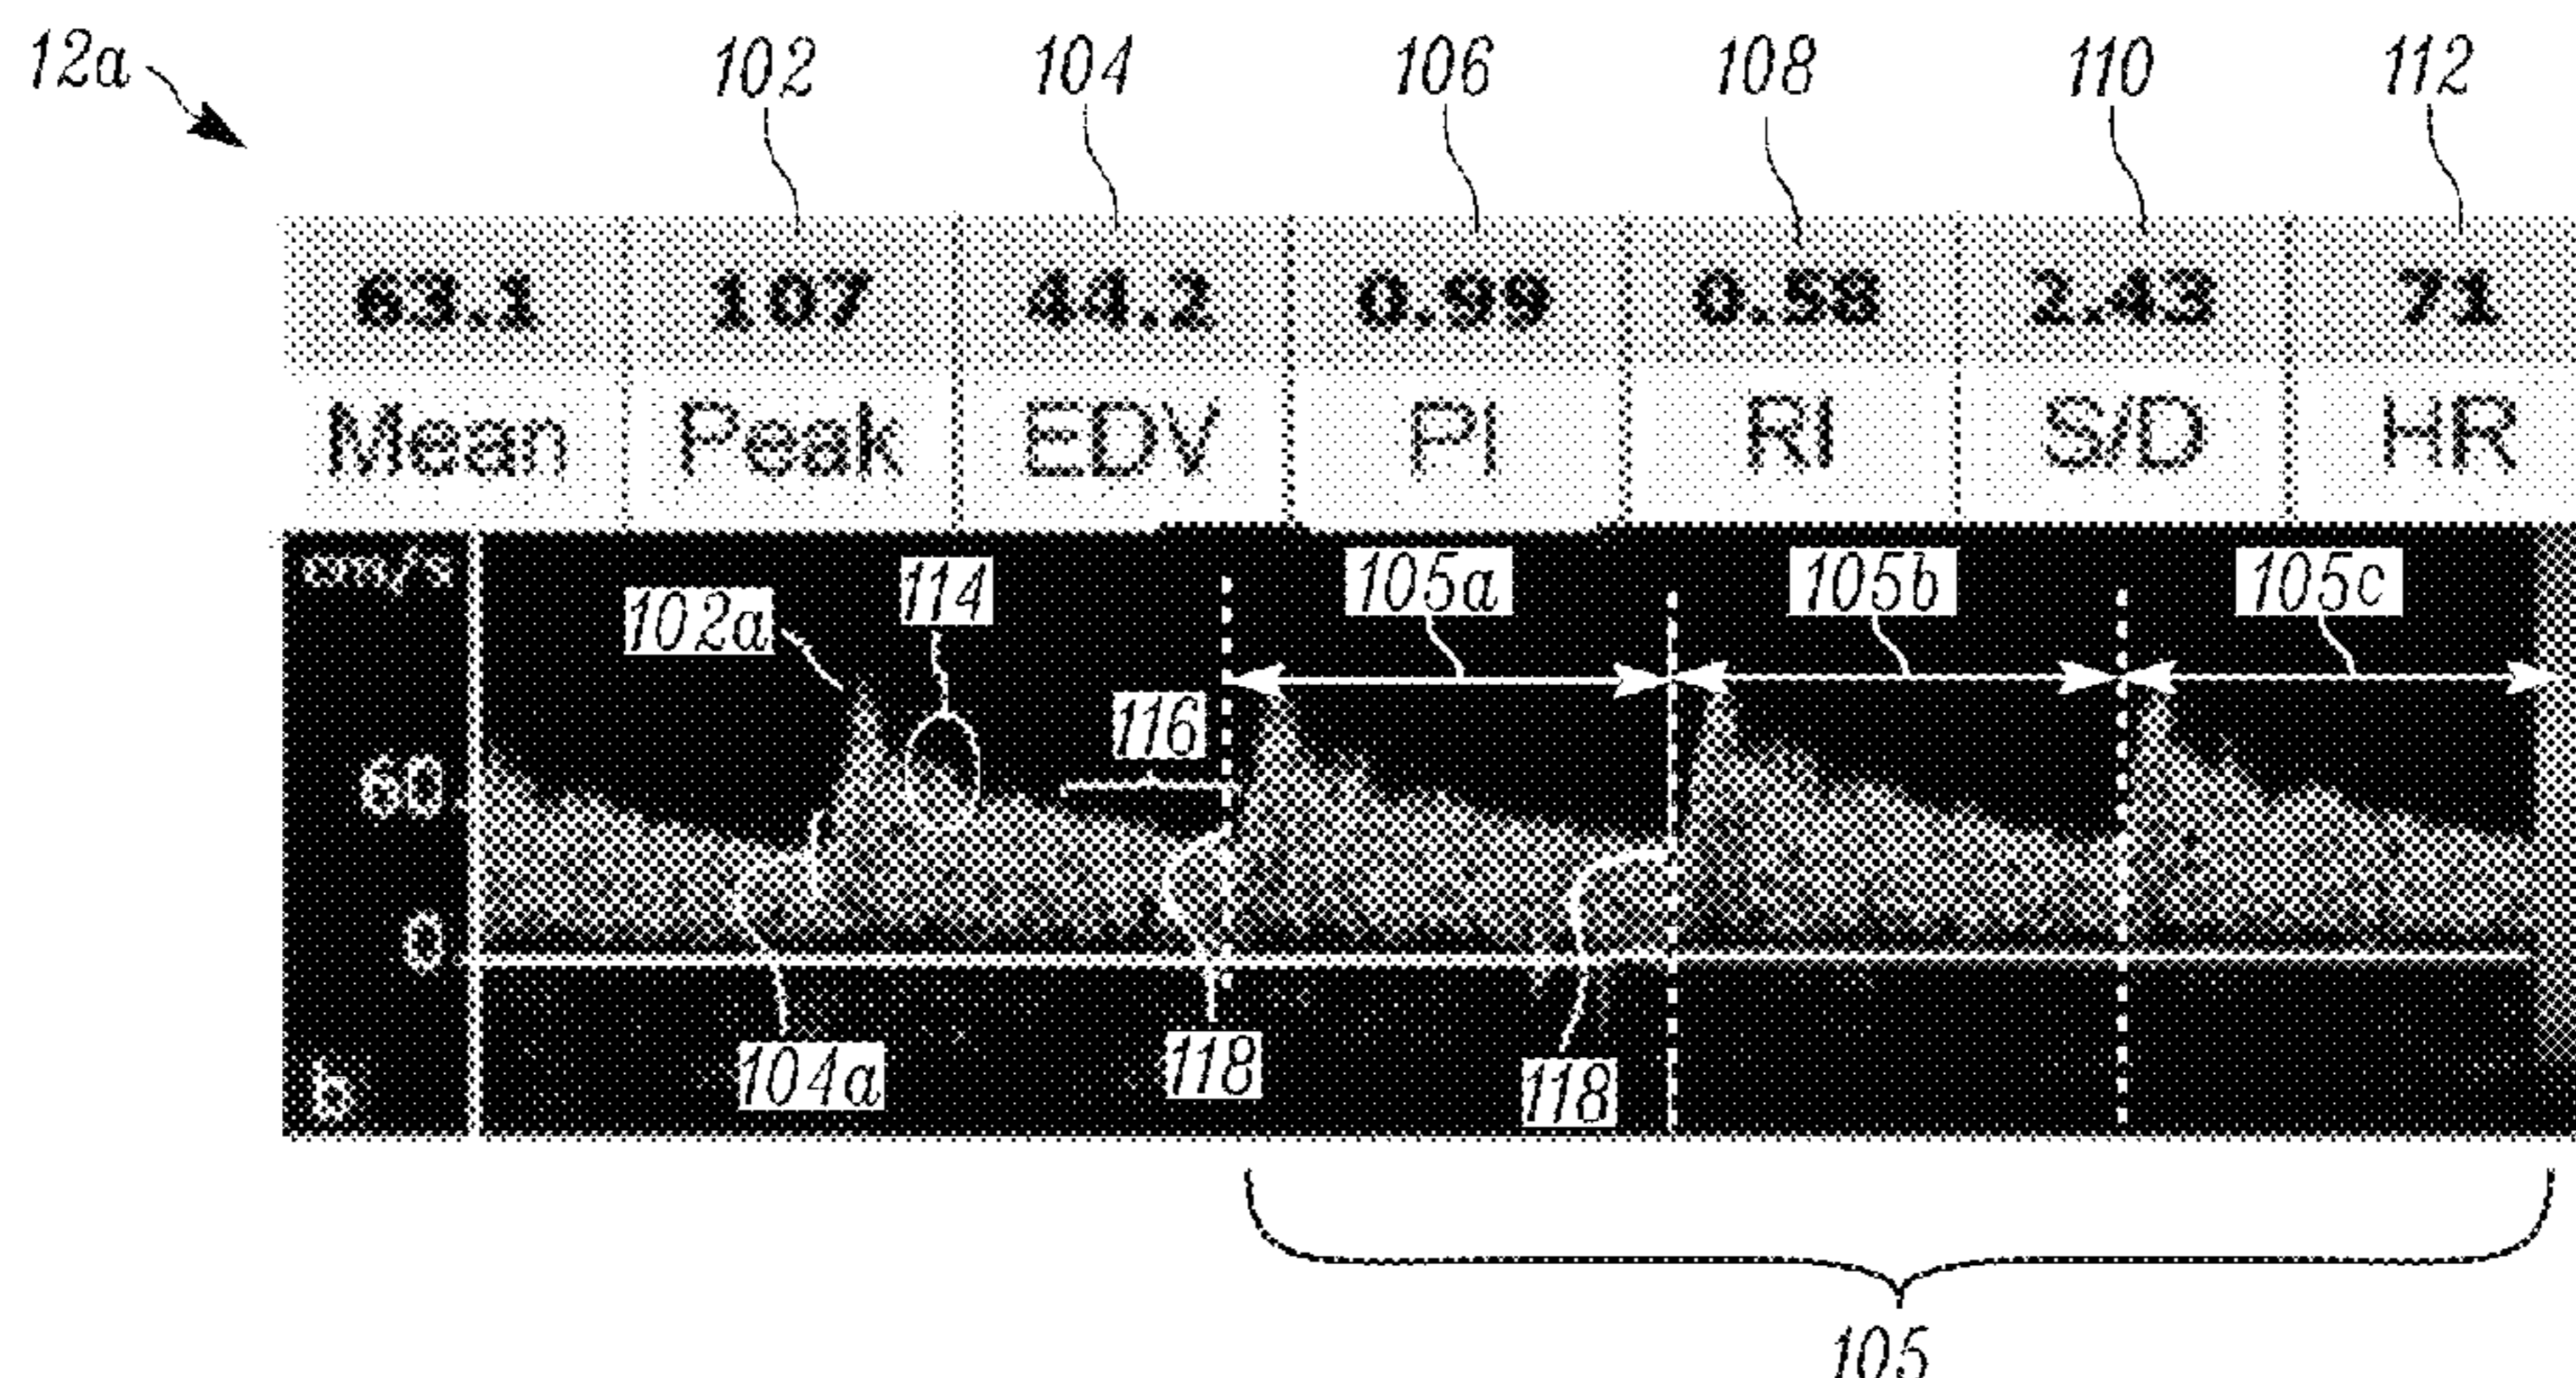 12a 102 104 106 108 110 112
63.1 107 44.2 0.99 0.58 2.43 71
Mean Peak EDV PI RI S/D HR
cm/s 114 105a 105b 105c
102a
116
60
0
104a 118 118
b
105